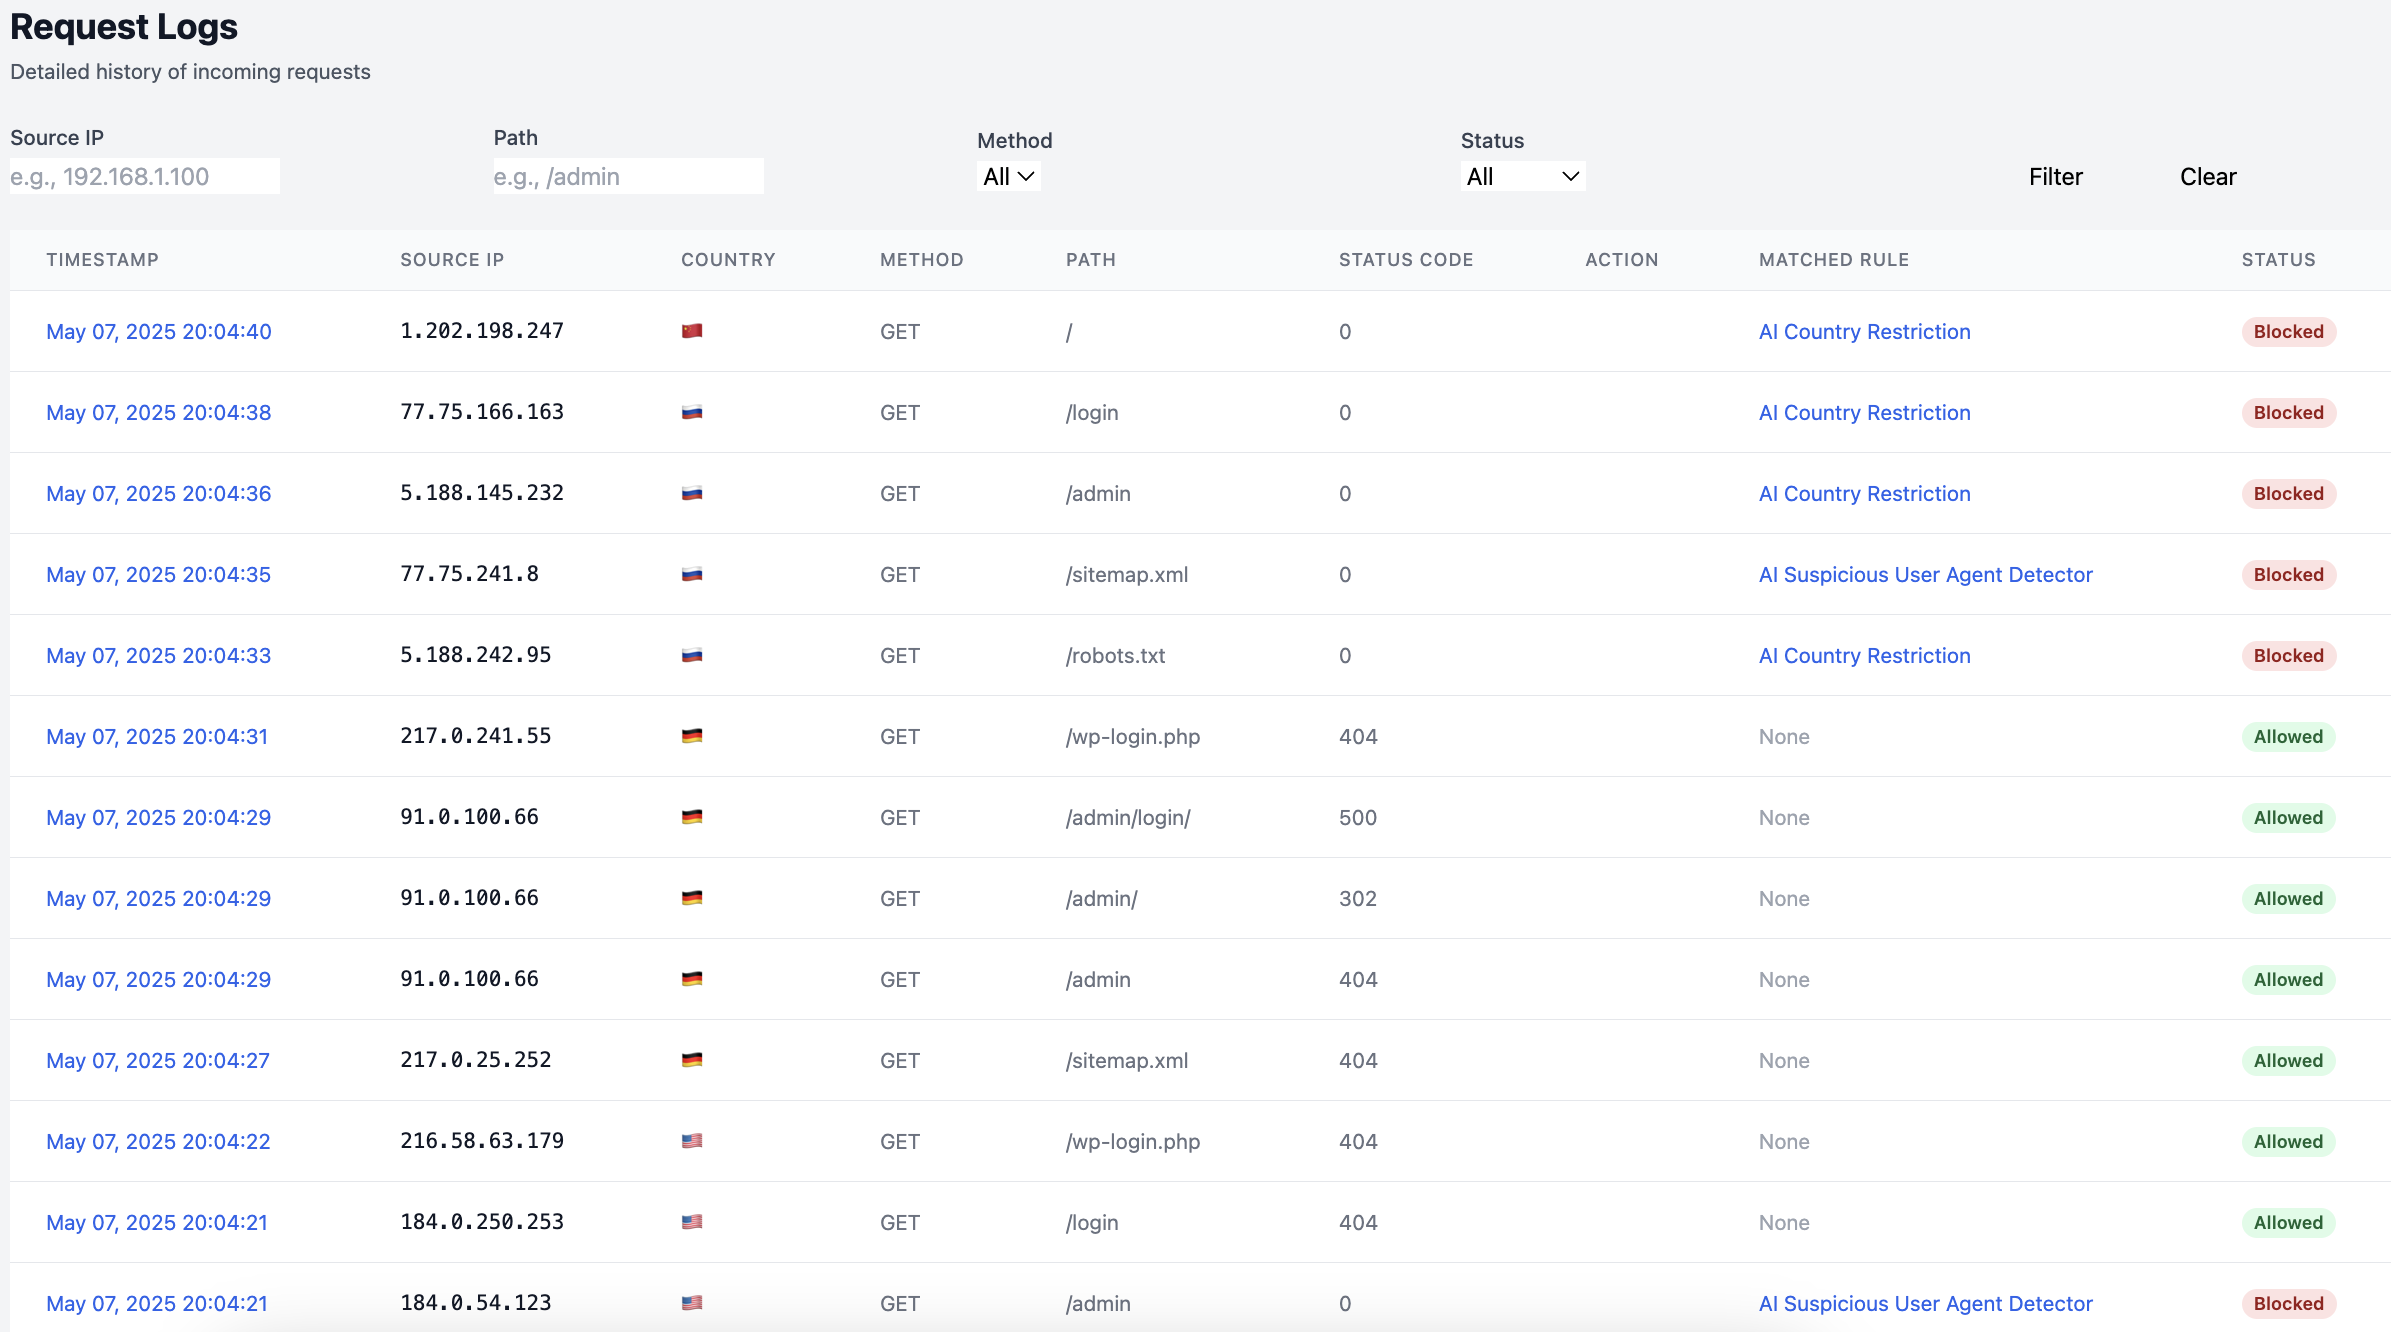 Request Logs
Detailed history of incoming requests
Source IP Path Method Status
e.g., 192.168.1.100 e.g., /admin All All Filter Clear
TIMESTAMP SOURCE IP COUNTRY METHOD PATH STATUS CODE ACTION MATCHED RULE STATUS
May 07, 2025 20:04:40 1.202.198.247 GET / 0 AI Country Restriction Blocked
May 07, 2025 20:04:38 77.75.166.163 GET /login 0 AI Country Restriction Blocked
May 07, 2025 20:04:36 5.188.145.232 GET /admin 0 AI Country Restriction Blocked
May 07, 2025 20:04:35 77.75.241.8 GET /sitemap.xml 0 AI Suspicious User Agent Detector Blocked
May 07, 2025 20:04:33 5.188.242.95 GET /robots.txt 0 AI Country Restriction Blocked
May 07, 2025 20:04:31 217.0.241.55 GET /wp-login.php 404 None Allowed
May 07, 2025 20:04:29 91.0.100.66 GET /admin/login/ 500 None Allowed
May 07, 2025 20:04:29 91.0.100.66 GET /admin/ 302 None Allowed
May 07, 2025 20:04:29 91.0.100.66 GET /admin 404 None Allowed
May 07, 2025 20:04:27 217.0.25.252 GET /sitemap.xml 404 None Allowed
May 07, 2025 20:04:22 216.58.63.179 GET /wp-login.php 404 None Allowed
May 07, 2025 20:04:21 184.0.250.253 GET /login 404 None Allowed
May 07, 2025 20:04:21 184.0.54.123 GET /admin 0 AI Suspicious User Agent Detector Blocked